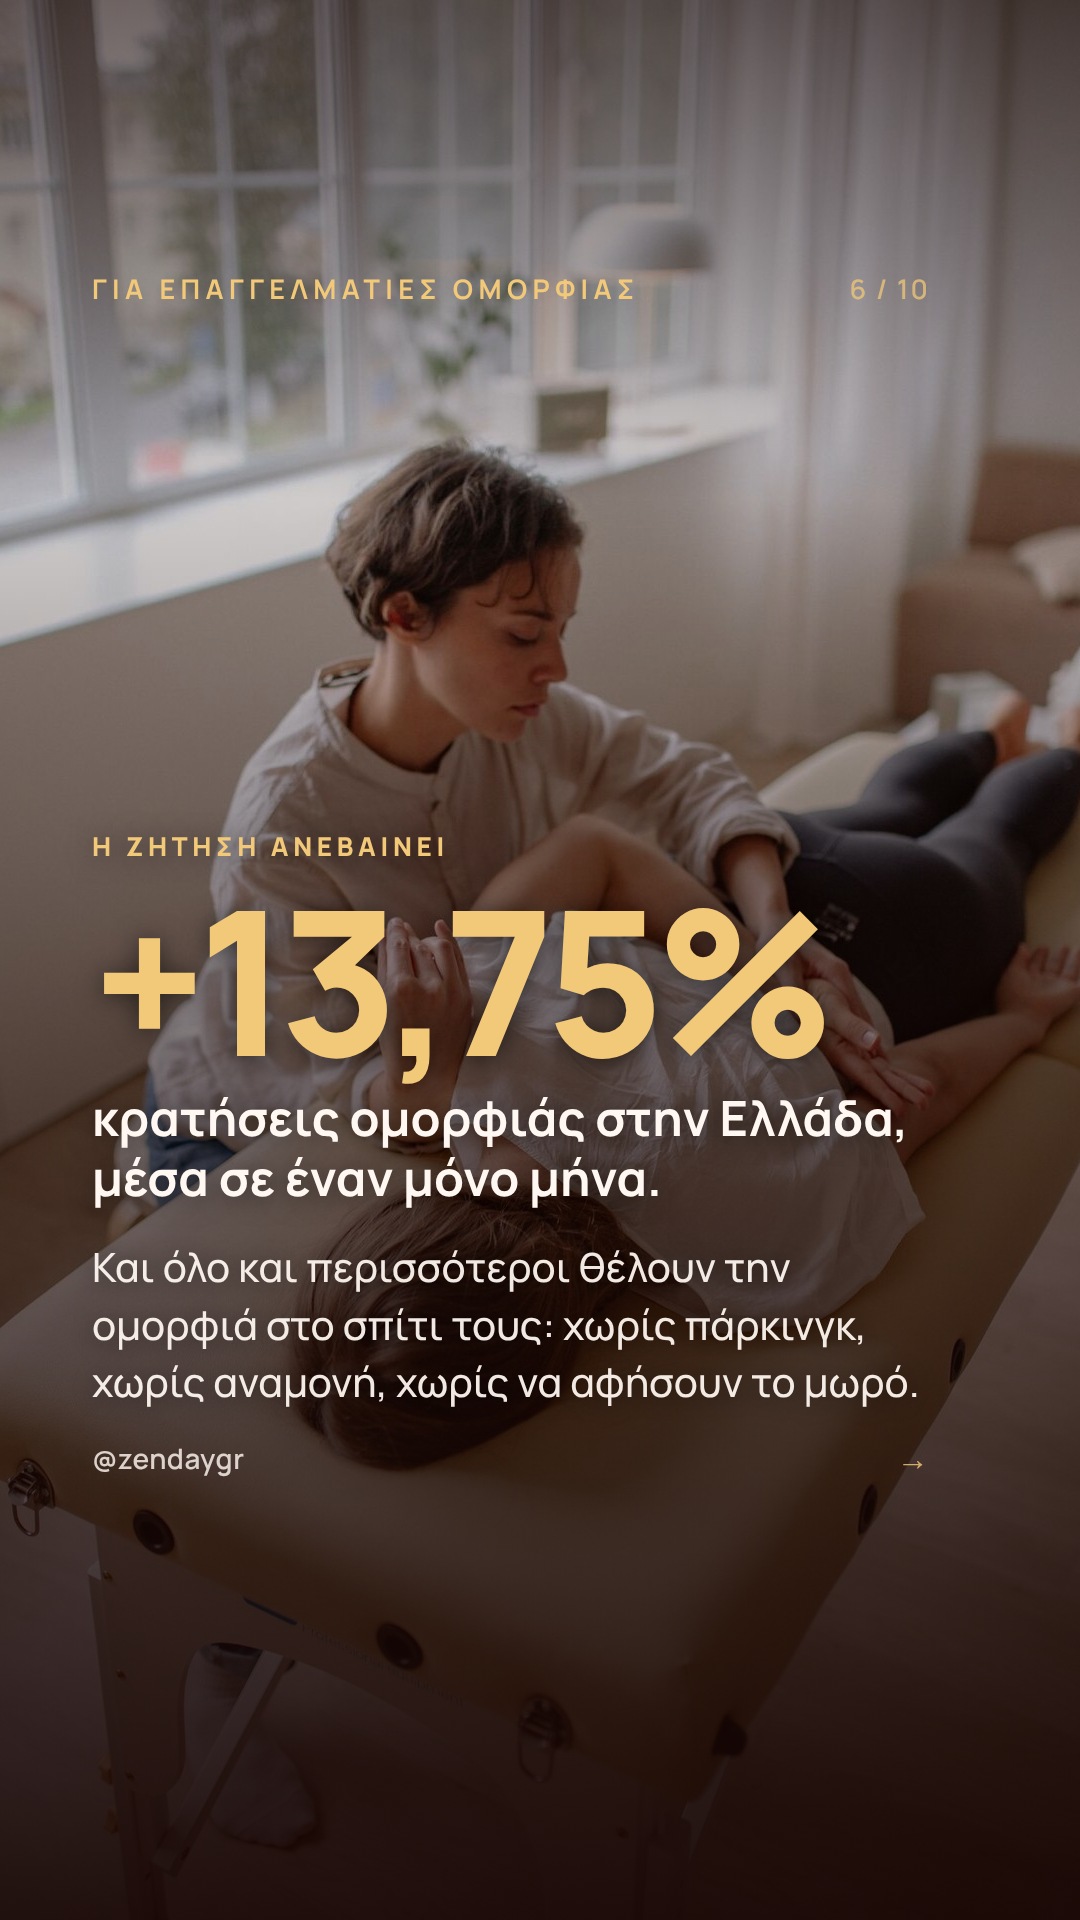 ΓΙΑ ΕΠΑΓΓΕΛΜΑΤΙΕΣ ΟΜΟΡΦΙΑΣ
6 / 10
Η ΖΗΤΗΣΗ ΑΝΕΒΑΙΝΕΙ
+13,75%
κρατήσεις ομορφιάς στην Ελλάδα,
μέσα σε έναν μόνο μήνα.
Και όλο και περισσότεροι θέλουν την
ομορφιά στο σπίτι τους: χωρίς πάρκινγκ,
χωρίς αναμονή, χωρίς να αφήσουν το μωρό.
@zendaygr
→